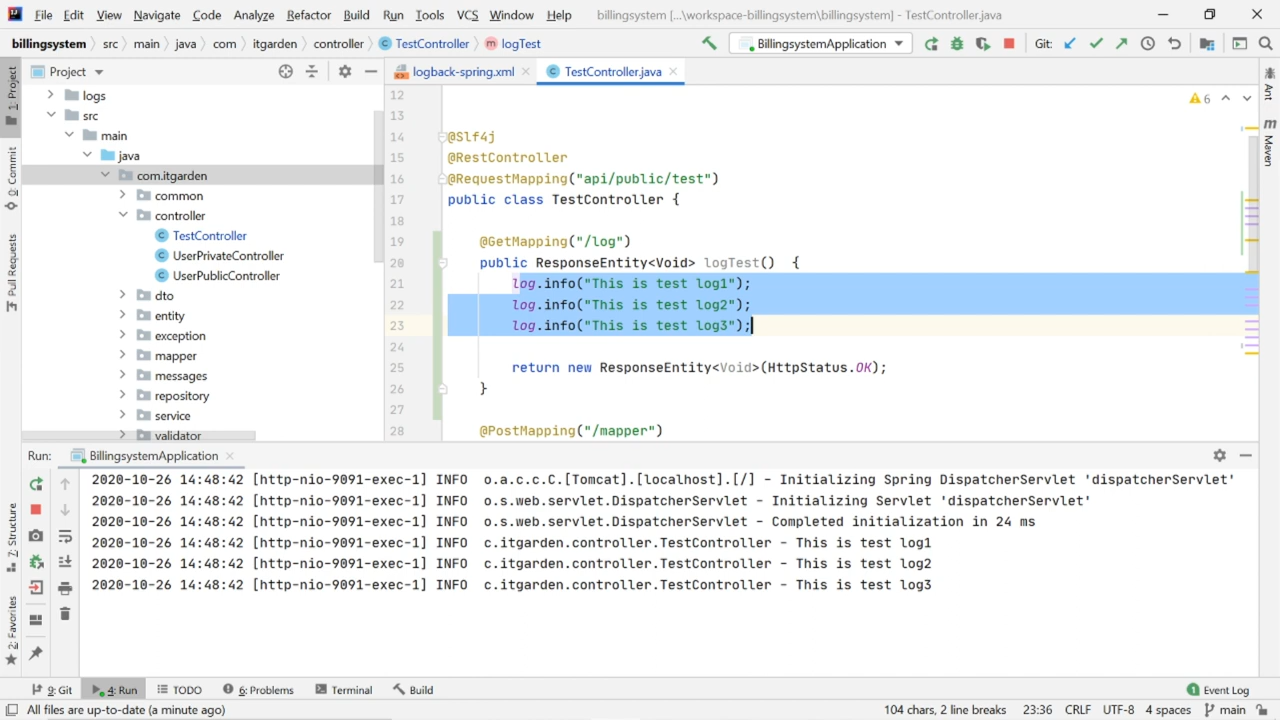 File Edit View Navigate Code Analyze Refactor Build Run Tools VCS Window Help billingsystem [...\workspace-billingsystem\billingsystem] - TestController.java
billingsystem src main java com itgarden controller TestController logTest BillingsystemApplication Git:
Project
logback-spring.xml
TestController.java
1: Project
0: Commit
Pull Requests
7: Structure
2: Favorites
logs
src
main
java
com.itgarden
common
controller
TestController
UserPrivateController
UserPublicController
dto
entity
exception
mapper
messages
repository
service
validator
12
13
14 @Slf4j
15 @RestController
16 @RequestMapping("api/public/test")
17 public class TestController {
18
19 @GetMapping("/log")
20 public ResponseEntity<Void> logTest() {
21 log.info("This is test log1");
22 log.info("This is test log2");
23 log.info("This is test log3");
24
25 return new ResponseEntity<Void>(HttpStatus.OK);
26 }
27
28 @PostMapping("/mapper")
6
Ant
Maven
Run: BillingsystemApplication
2020-10-26 14:48:42 [http-nio-9091-exec-1] INFO o.a.c.c.C.[Tomcat].[localhost].[/] - Initializing Spring DispatcherServlet 'dispatcherServlet'
2020-10-26 14:48:42 [http-nio-9091-exec-1] INFO o.s.web.servlet.DispatcherServlet - Initializing Servlet 'dispatcherServlet'
2020-10-26 14:48:42 [http-nio-9091-exec-1] INFO o.s.web.servlet.DispatcherServlet - Completed initialization in 24 ms
2020-10-26 14:48:42 [http-nio-9091-exec-1] INFO c.itgarden.controller.TestController - This is test log1
2020-10-26 14:48:42 [http-nio-9091-exec-1] INFO c.itgarden.controller.TestController - This is test log2
2020-10-26 14:48:42 [http-nio-9091-exec-1] INFO c.itgarden.controller.TestController - This is test log3
9: Git 4: Run TODO 6: Problems Terminal Build 1 Event Log
All files are up-to-date (a minute ago) 104 chars, 2 line breaks 23:36 CRLF UTF-8 4 spaces main